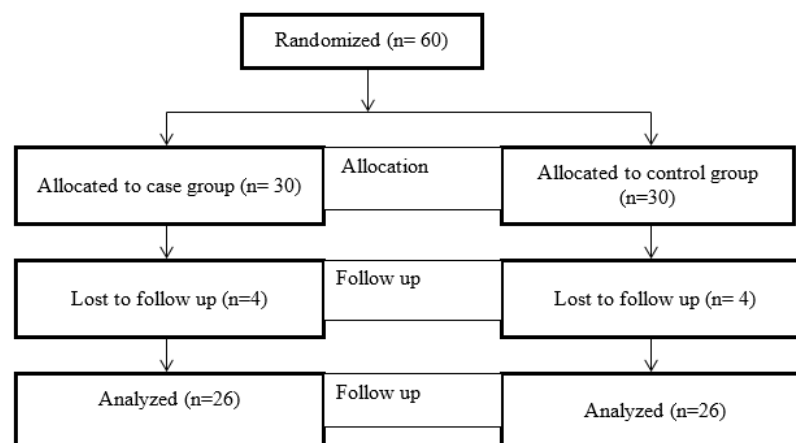 Randomized (n= 60)
Allocated to case group (n= 30)
Allocation
Allocated to control group
(n=30)
Lost to follow up (n=4)
Follow up
Lost to follow up (n= 4)
Analyzed (n=26)
Follow up
Analyzed (n=26)